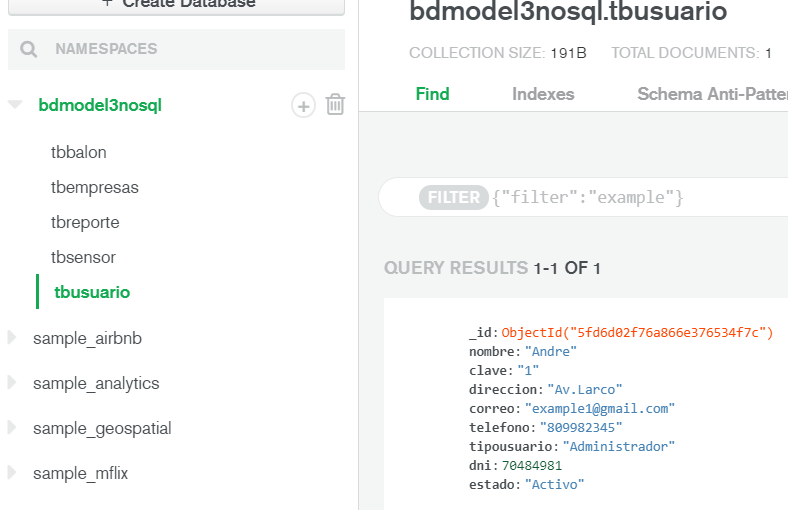 + Create Database
NAMESPACES
bdmodel3nosql
tbbalon
tbempresas
tbreporte
tbsensor
tbusuario
sample_airbnb
sample_analytics
sample_geospatial
sample_mflix
bdmodel3nosql.tbusuario
COLLECTION SIZE: 191B TOTAL DOCUMENTS: 1
Find Indexes Schema Anti-Patter
FILTER {"filter":"example"}
QUERY RESULTS 1-1 OF 1
_id: ObjectId("5fd6d02f76a866e376534f7c")
nombre: "Andre"
clave: "1"
direccion: "Av.Larco"
correo: "example1@gmail.com"
telefono: "809982345"
tipousuario: "Administrador"
dni: 70484981
estado: "Activo"